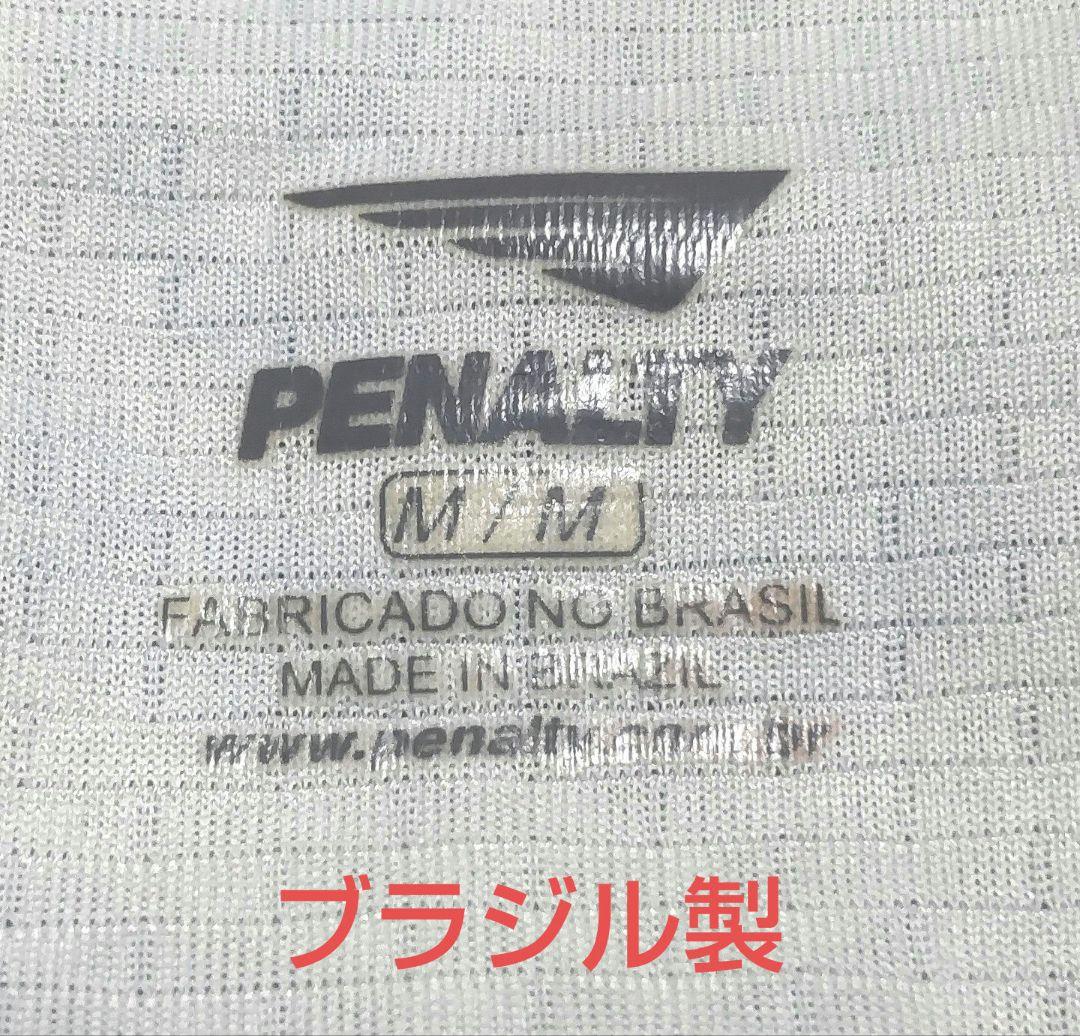 PENALTY
M / M
FABRICADO NO BRASIL
MADE IN BRAZIL
www.penalty.com.br
ブラジル製